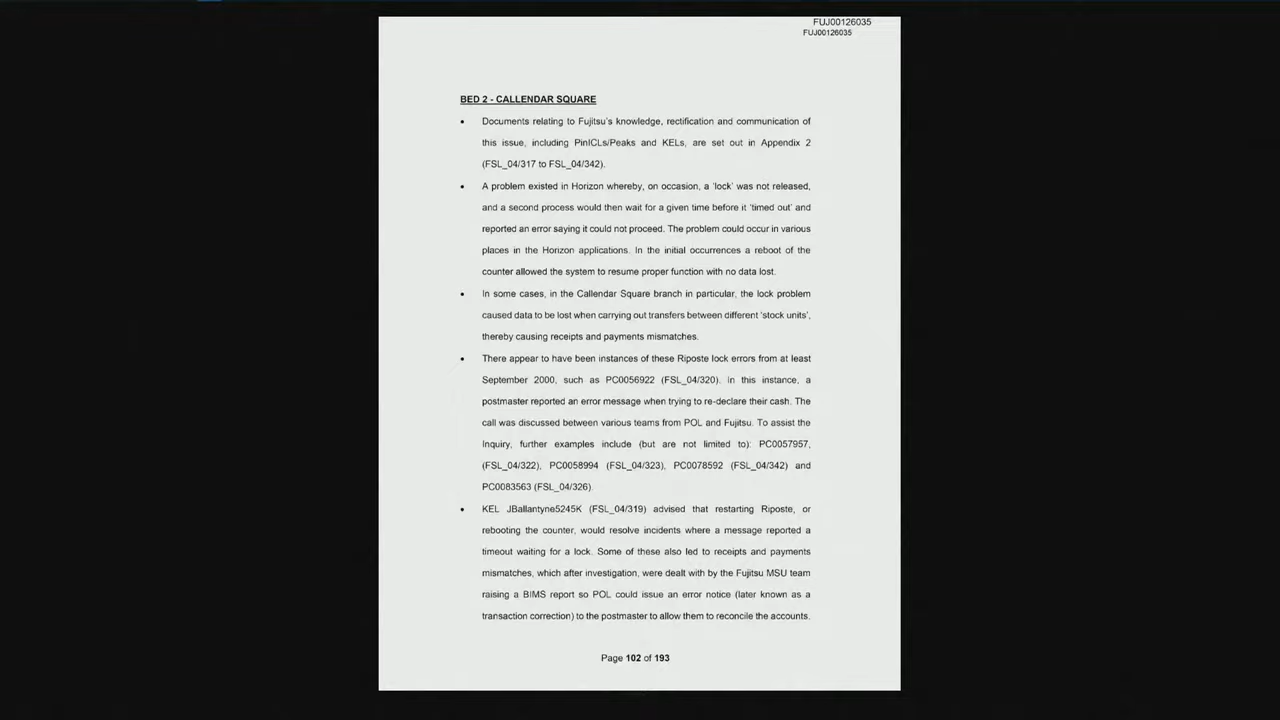 FUJ00126035
FUJ00126035
BED 2 - CALLENDAR SQUARE
• Documents relating to Fujitsu's knowledge, rectification and communication of
this issue, including PinICLs/Peaks and KELs, are set out in Appendix 2
(FSL_04/317 to FSL_04/342).
• A problem existed in Horizon whereby, on occasion, a 'lock' was not released,
and a second process would then wait for a given time before it 'timed out' and
reported an error saying it could not proceed. The problem could occur in various
places in the Horizon applications. In the initial occurrences a reboot of the
counter allowed the system to resume proper function with no data lost.
• In some cases, in the Callendar Square branch in particular, the lock problem
caused data to be lost when carrying out transfers between different 'stock units',
thereby causing receipts and payments mismatches.
• There appear to have been instances of these Riposte lock errors from at least
September 2000, such as PC0056922 (FSL_04/320). In this instance, a
postmaster reported an error message when trying to re-declare their cash. The
call was discussed between various teams from POL and Fujitsu. To assist the
Inquiry, further examples include (but are not limited to): PC0057957,
(FSL_04/322), PC0058994 (FSL_04/323), PC0078592 (FSL_04/342) and
PC0083563 (FSL_04/326).
• KEL JBallantyne5245K (FSL_04/319) advised that restarting Riposte, or
rebooting the counter, would resolve incidents where a message reported a
timeout waiting for a lock. Some of these also led to receipts and payments
mismatches, which after investigation, were dealt with by the Fujitsu MSU team
raising a BIMS report so POL could issue an error notice (later known as a
transaction correction) to the postmaster to allow them to reconcile the accounts.
Page 102 of 193